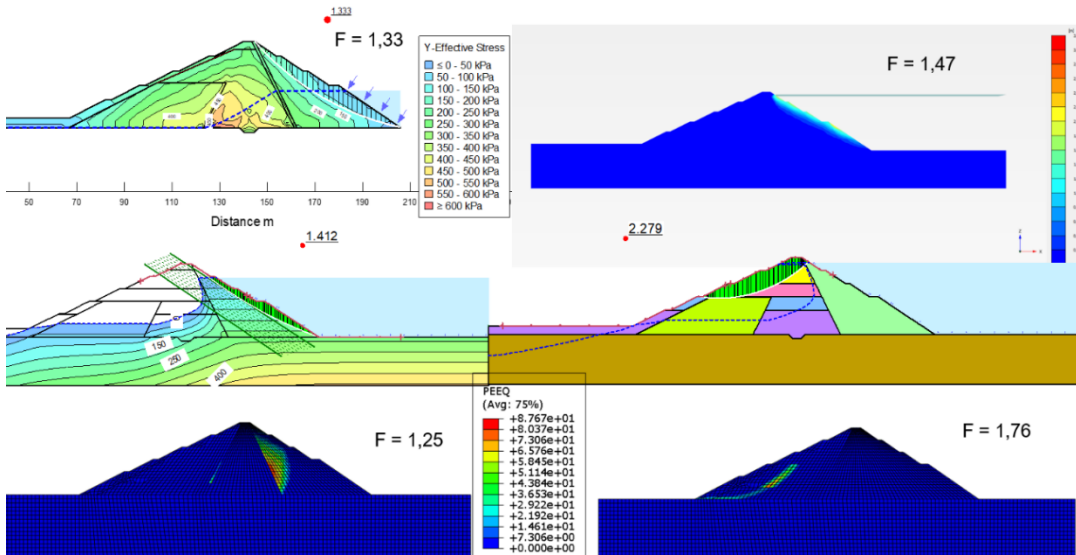 1.333
F = 1,33
Y-Effective Stress
≤ 0 - 50 kPa
50 - 100 kPa
100 - 150 kPa
150 - 200 kPa
200 - 250 kPa
250 - 300 kPa
300 - 350 kPa
350 - 400 kPa
400 - 450 kPa
450 - 500 kPa
500 - 550 kPa
550 - 600 kPa
≥ 600 kPa
50 70 90 110 130 150 170 190 210
Distance m
F = 1,47
1.412
0
150
250
400
2.279
F = 1,25
PEEQ
(Avg: 75%)
+8.767e+01
+8.037e+01
+7.306e+01
+6.576e+01
+5.845e+01
+5.114e+01
+4.384e+01
+3.653e+01
+2.922e+01
+2.192e+01
+1.461e+01
+7.306e+00
+0.000e+00
F = 1,76